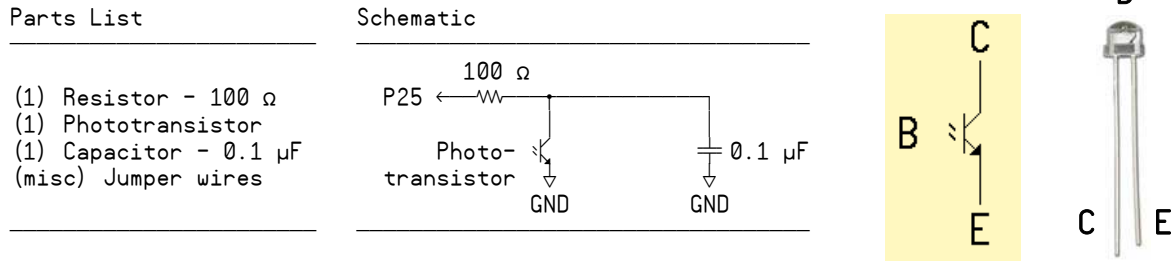 Parts List
(1) Resistor - 100 Ω
(1) Phototransistor
(1) Capacitor - 0.1 µF
(misc) Jumper wires
Schematic
100 Ω
P25
Photo-
transistor
0.1 µF
GND
GND
C
B
E
B
C
E